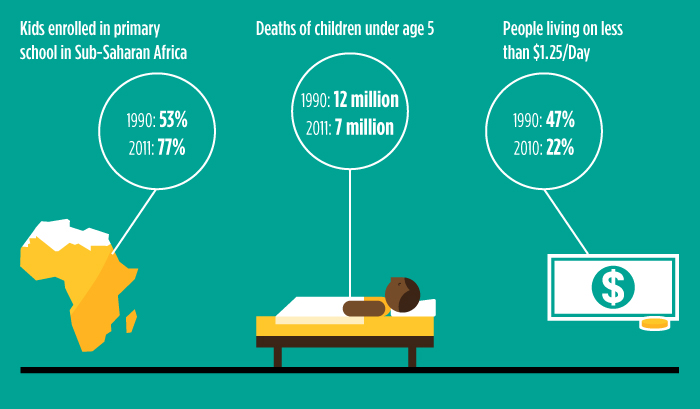 Kids enrolled in primary
school in Sub-Saharan Africa
1990: 53%
2011: 77%
Deaths of children under age 5
1990: 12 million
2011: 7 million
People living on less
than $1.25/Day
1990: 47%
2010: 22%
$